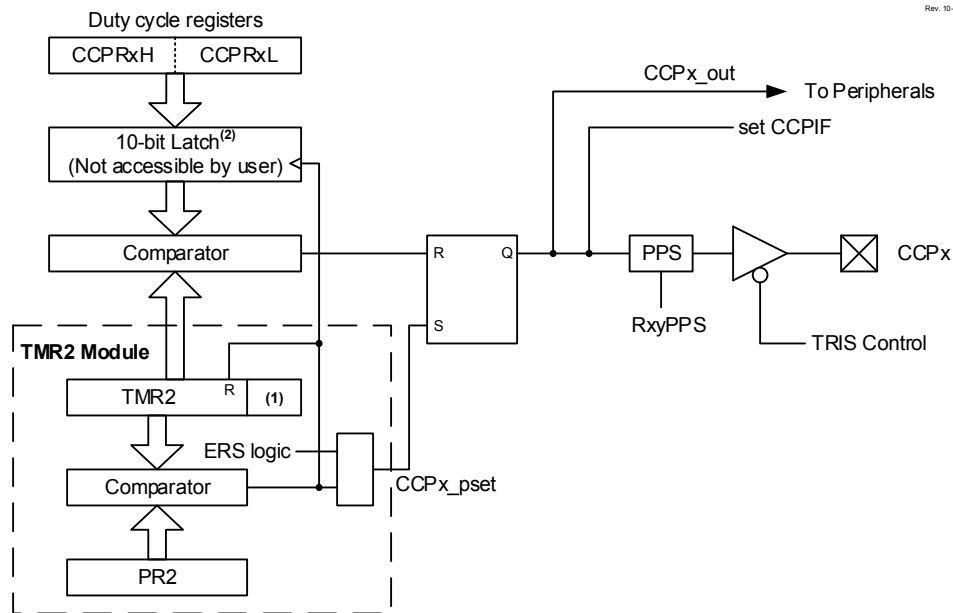 Rev. 10-
Duty cycle registers
CCPRxH CCPRxL
CCPx_out
To Peripherals
set CCPIF
10-bit Latch(2)
(Not accessible by user)
Comparator
R Q
S
PPS
CCPx
RxyPPS
TRIS Control
TMR2 Module
R
TMR2 (1)
ERS logic
CCPx_pset
Comparator
PR2